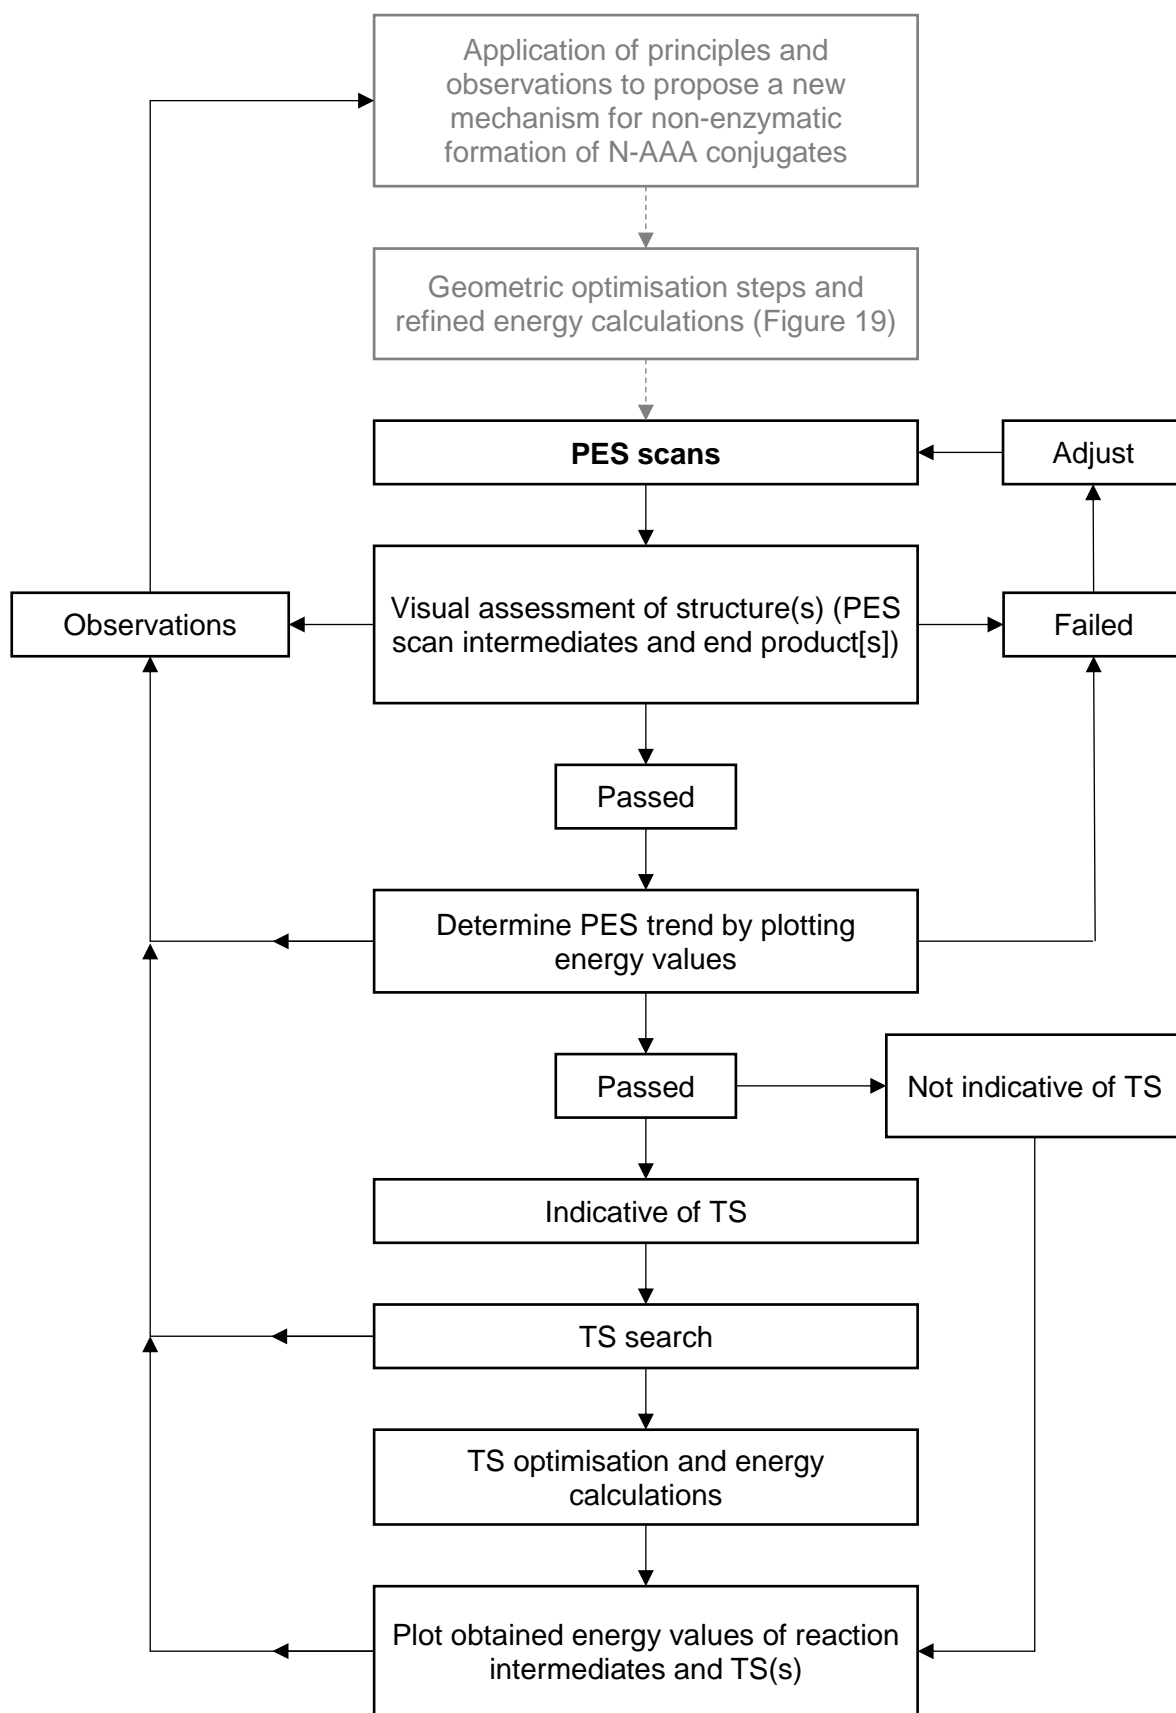 Application of principles and
observations to propose a new
mechanism for non-enzymatic
formation of N-AAA conjugates
Geometric optimisation steps and
refined energy calculations (Figure 19)
PES scans
Adjust
Observations
Visual assessment of structure(s) (PES
scan intermediates and end product[s])
Failed
Passed
Determine PES trend by plotting
energy values
Passed
Not indicative of TS
Indicative of TS
TS search
TS optimisation and energy
calculations
Plot obtained energy values of reaction
intermediates and TS(s)